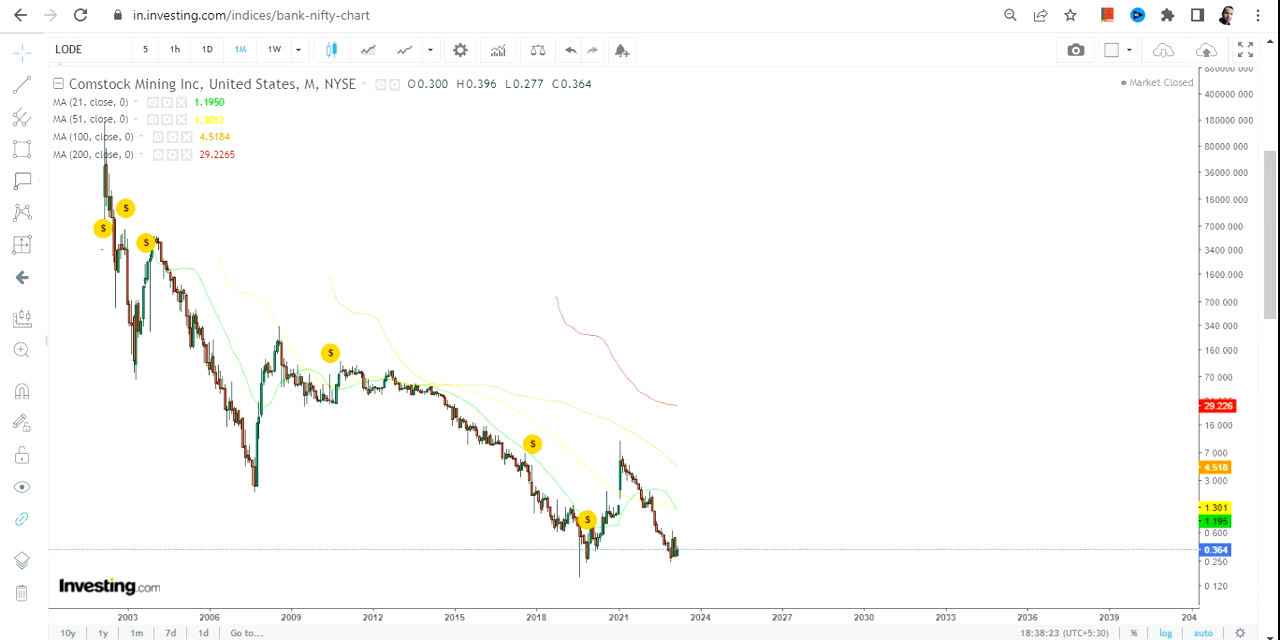 in.investing.com/indices/bank-nifty-chart
LODE 5 1h 1D 1M 1W
Comstock Mining Inc, United States, M, NYSE O0.300 H0.396 L0.277 C0.364
Market Closed
MA (21, close, 0) 1.1950
MA (51, close, 0) 1.3012
MA (100, close, 0) 4.5184
MA (200, close, 0) 29.2265
400000 000
180000.000
80000 000
36000 000
16000 000
7000 000
3400 000
1600 000
700 000
340 000
160 000
70 000
29.226
16.000
7.000
4.518
3.000
1.301
1.195
0.600
0.364
0.250
0.120
$
$
$
$
$
$
Investing.com
2003 2006 2009 2012 2015 2018 2021 2024 2027 2030 2033 2036 2039 204
10y 1y 1m 7d 1d Go to... 18:38:23 (UTC+5:30) % log auto